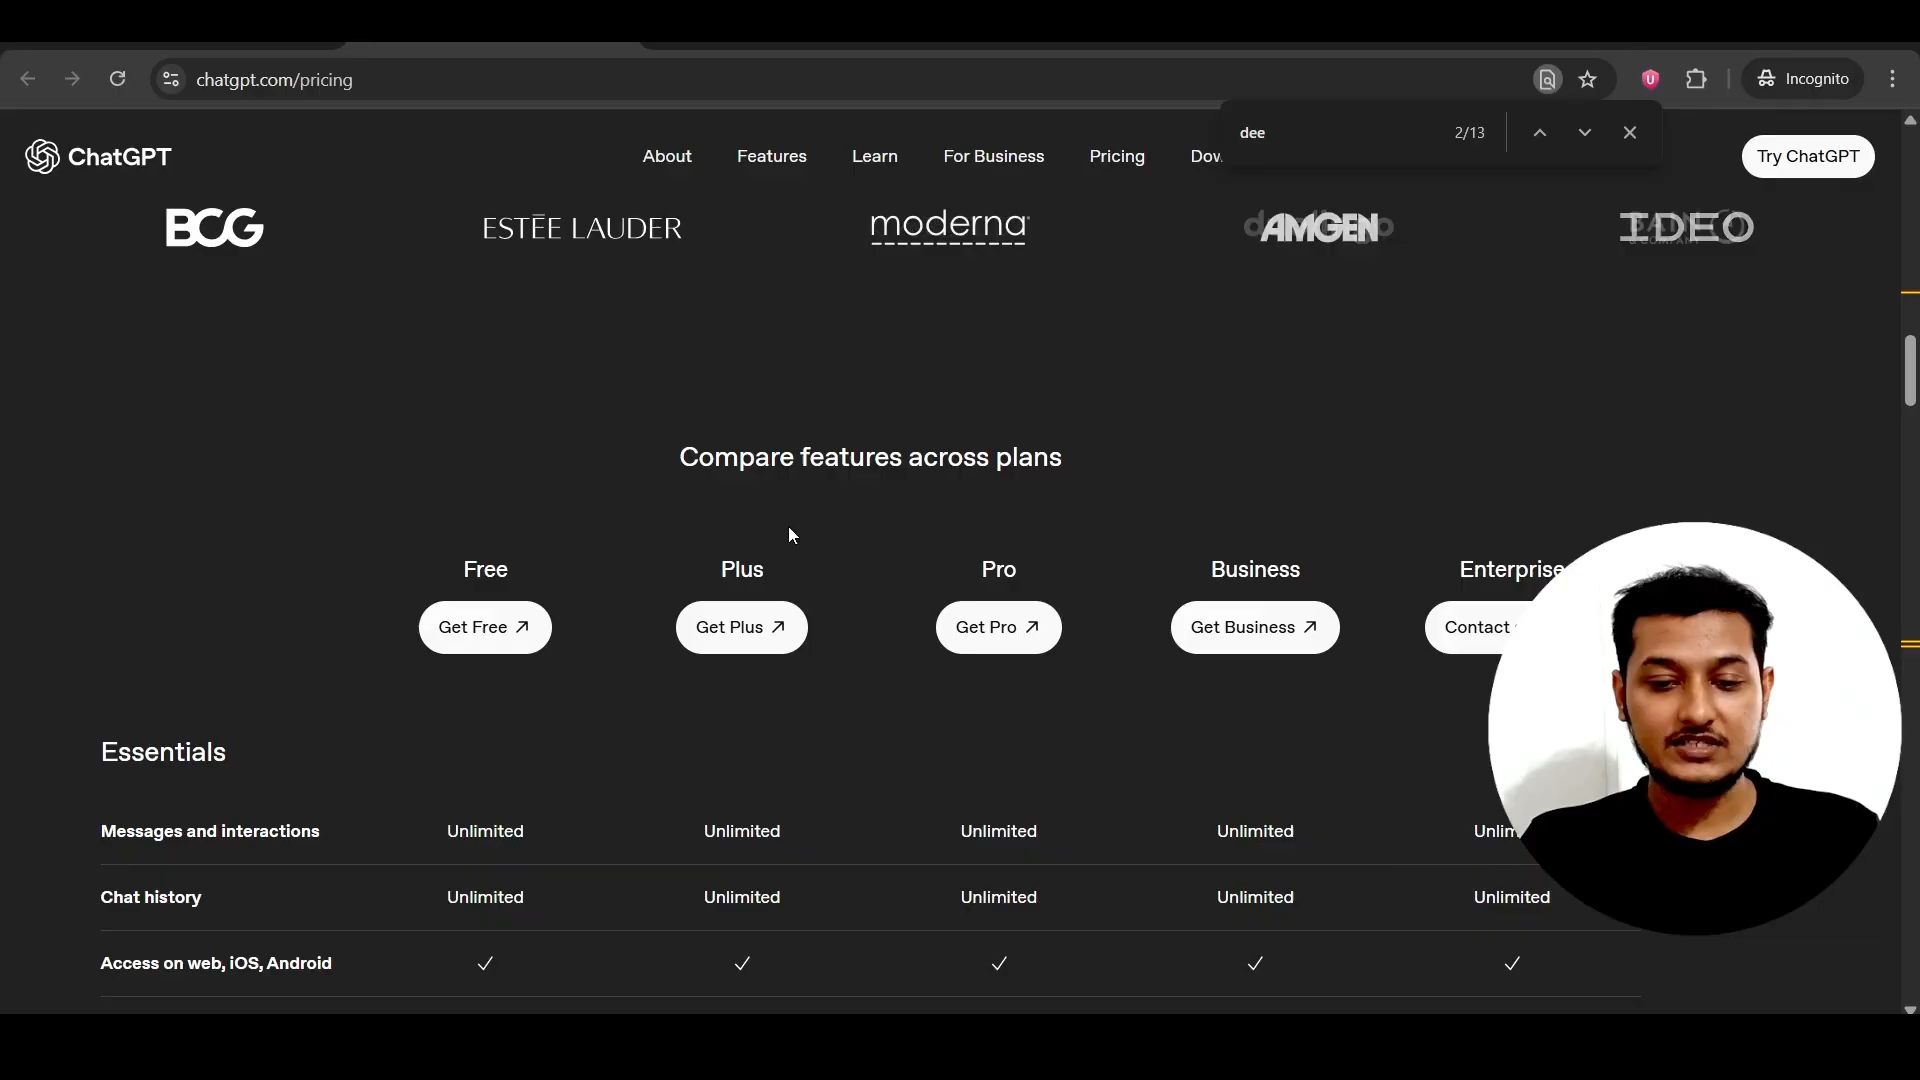 chatgpt.com/pricing
Incognito
dee
2/13
ChatGPT
About
Features
Learn
For Business
Pricing
Try ChatGPT
BCG
ESTĒE LAUDER
moderna
AMGEN
IDEO
Compare features across plans
Free
Plus
Pro
Business
Enterprise
Get Free
Get Plus
Get Pro
Get Business
Contact
Essentials
Messages and interactions
Unlimited
Unlimited
Unlimited
Unlimited
Chat history
Unlimited
Unlimited
Unlimited
Unlimited
Unlimited
Access on web, iOS, Android